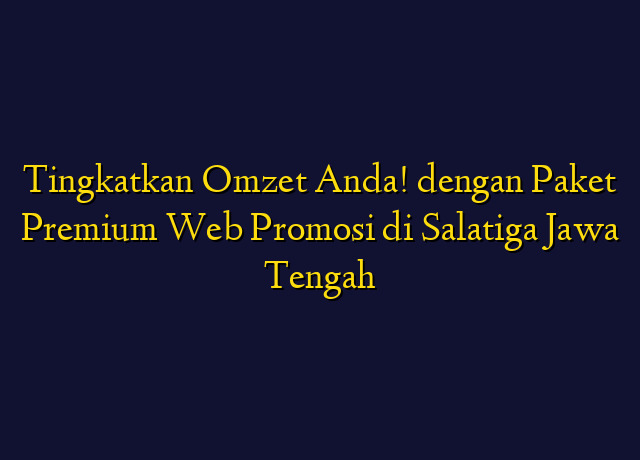 Tingkatkan Omzet Anda! dengan Paket
Premium Web Promosi di Salatiga Jawa
Tengah